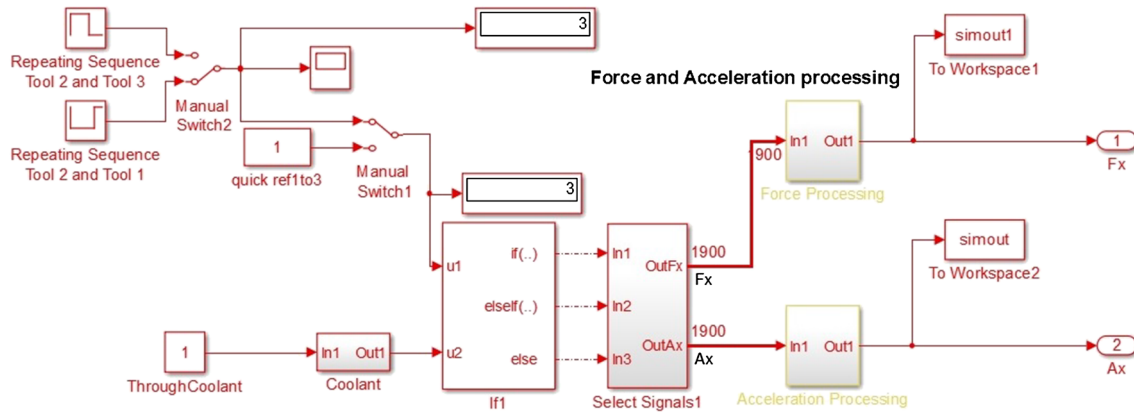 3
Repeating Sequence
Tool 2 and Tool 3
Manual
Switch2
Repeating Sequence
Tool 2 and Tool 1
1
quick ref1to3
Manual
Switch1
3
Force and Acceleration processing
simout1
To Workspace1
In1 Out1
Force Processing
1900
1
Fx
u1
u2
if(..)
elseif(..)
else
If1
In1
In2
In3
OutFx
OutAx
Select Signals1
1900
Fx
1900
Ax
simout
To Workspace2
In1 Out1
Acceleration Processing
2
Ax
1
ThroughCoolant
In1 Out1
Coolant